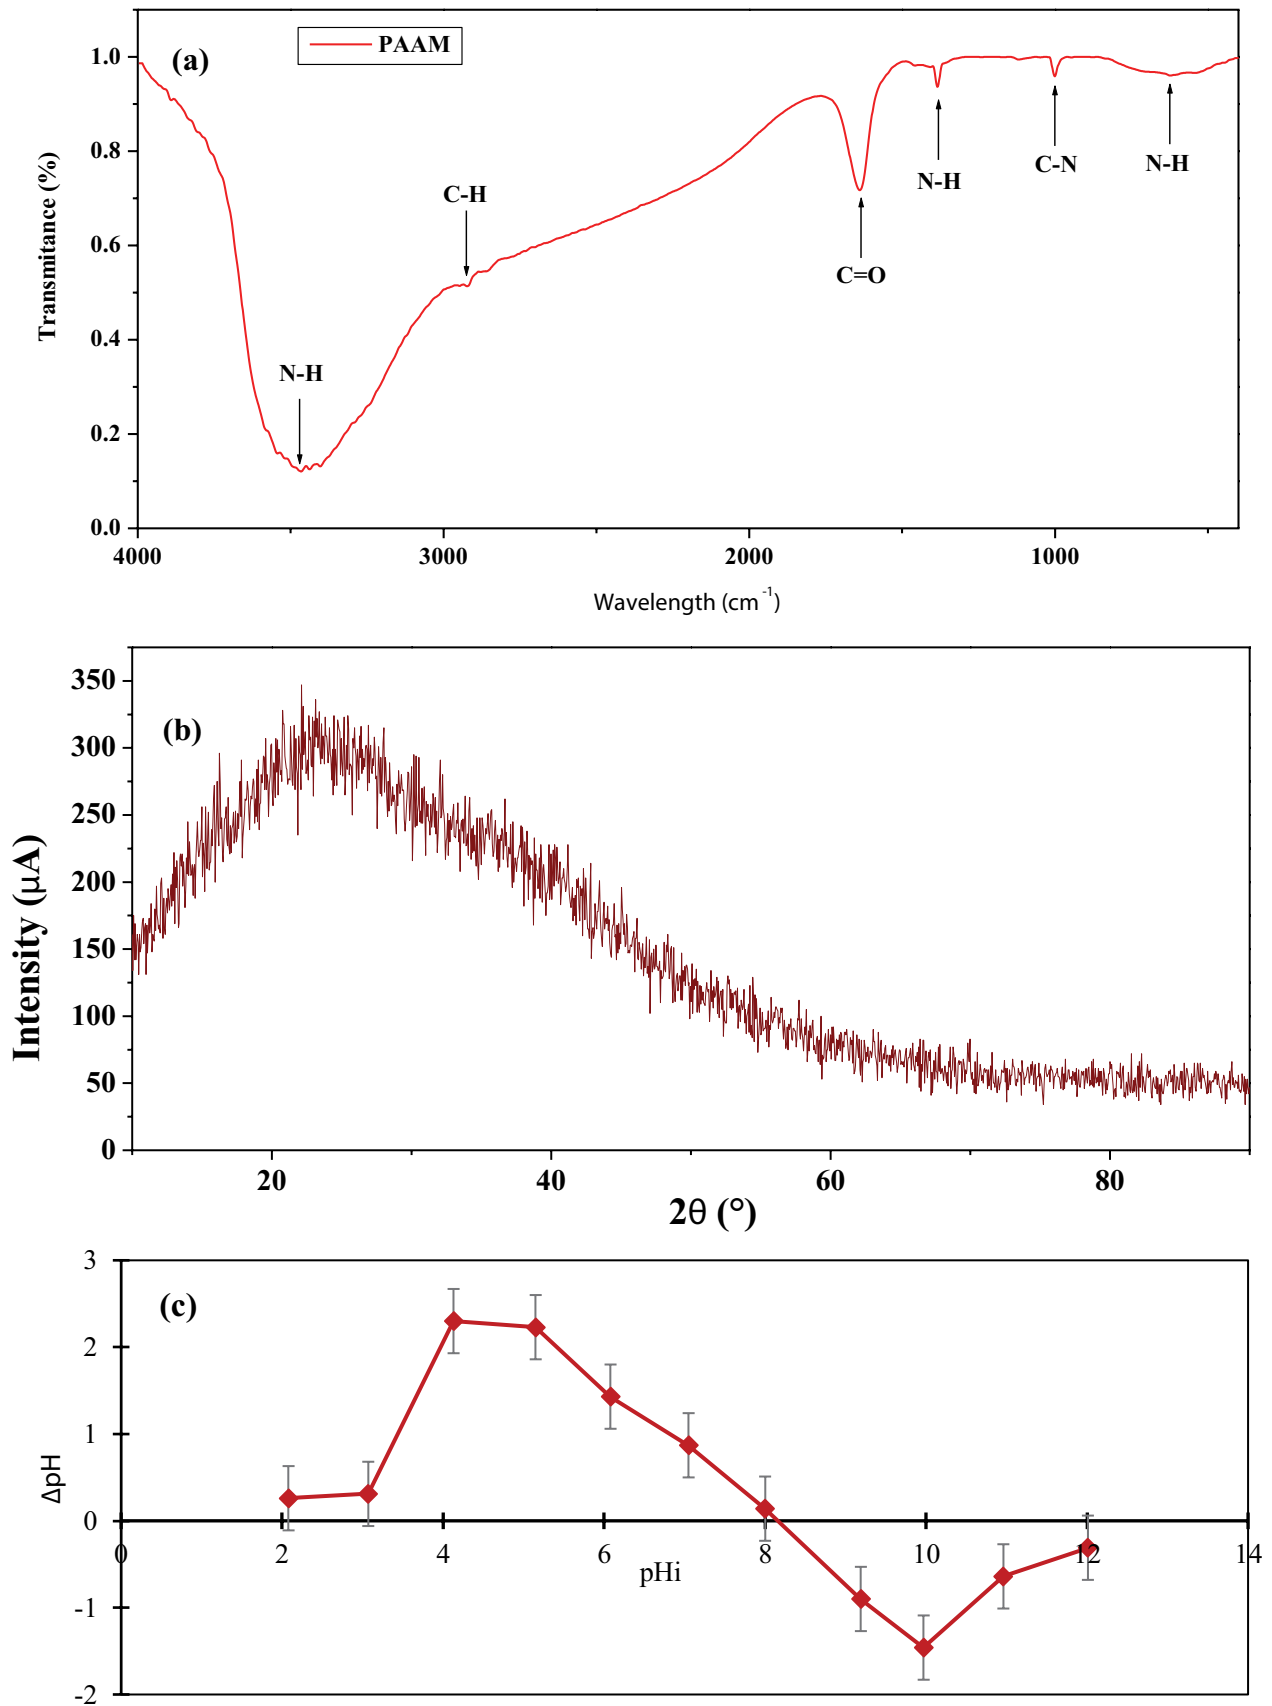 (a)
PAAM
1.0
0.8
0.6
0.4
0.2
0.0
Transmitance (%)
N-H
C-H
C=O
N-H
C-N
N-H
4000
3000
2000
1000
Wavelength (cm⁻¹)
(b)
350
300
250
200
150
100
50
0
Intensity (µA)
20
40
60
80
2θ (°)
(c)
3
2
1
0
-1
-2
ΔpH
0
2
4
6
8
10
12
14
pHi